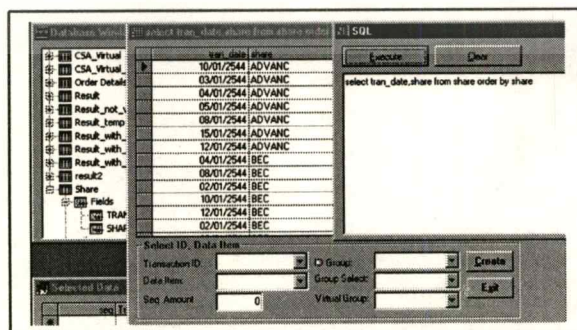 Database Wind
CSA_Virtual
CSA_Virtual_
Order Details
Result
Result_not_v
Result_temp
Result_with_
Result_with_
Result_with_
result2
Share
Fields
TRAN
SHAR
select tran_date,share from share order
tran_date share
10/01/2544 ADVANC
03/01/2544 ADVANC
04/01/2544 ADVANC
05/01/2544 ADVANC
08/01/2544 ADVANC
15/01/2544 ADVANC
12/01/2544 ADVANC
04/01/2544 BEC
08/01/2544 BEC
02/01/2544 BEC
10/01/2544 BEC
12/01/2544 BEC
02/01/2544 BEC
SQL
Execute Clear
select tran_date,share from share order by share
Select ID, Data Item
Transaction ID: ID Group: Create
Data Item: Group Select: Exit
Seq Amount 0 Virtual Group:
Selected Data
seq